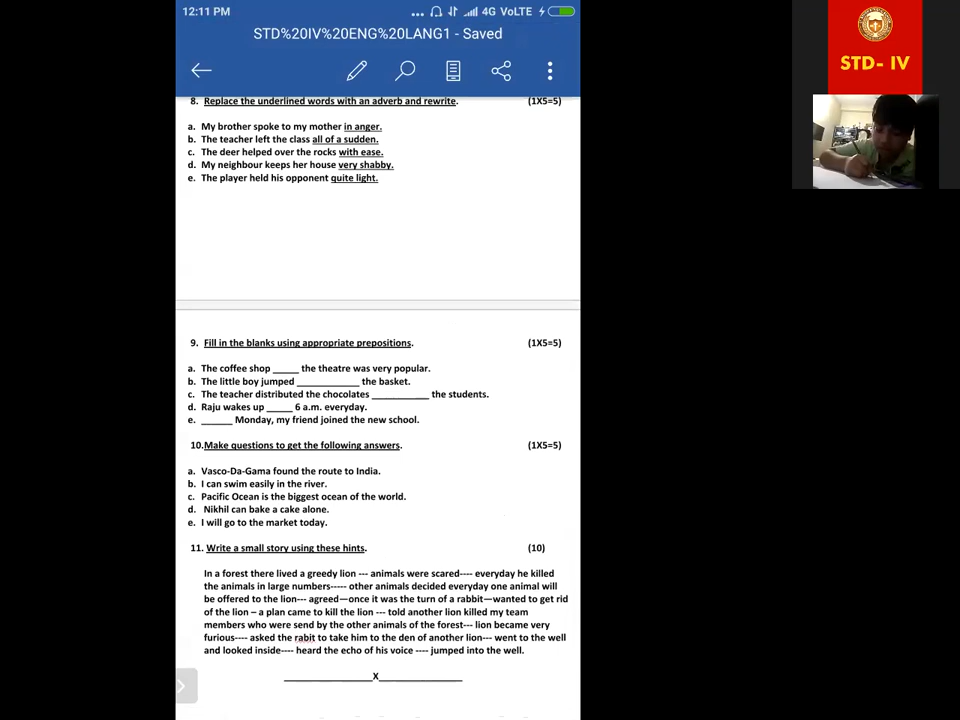 12:11 PM
... 4G VoLTE
STD%20IV%20ENG%20LANG1 - Saved
STD- IV
8. Replace the underlined words with an adverb and rewrite. (1X5=5)
a. My brother spoke to my mother in anger.
b. The teacher left the class all of a sudden.
c. The deer helped over the rocks with ease.
d. My neighbour keeps her house very shabby.
e. The player held his opponent quite light.
9. Fill in the blanks using appropriate prepositions. (1X5=5)
a. The coffee shop _____ the theatre was very popular.
b. The little boy jumped ____________ the basket.
c. The teacher distributed the chocolates ___________ the students.
d. Raju wakes up _____ 6 a.m. everyday.
e. ______ Monday, my friend joined the new school.
10.Make questions to get the following answers. (1X5=5)
a. Vasco-Da-Gama found the route to India.
b. I can swim easily in the river.
c. Pacific Ocean is the biggest ocean of the world.
d. Nikhil can bake a cake alone.
e. I will go to the market today.
11. Write a small story using these hints. (10)
In a forest there lived a greedy lion --- animals were scared---- everyday he killed
the animals in large numbers----- other animals decided everyday one animal will
be offered to the lion--- agreed—once it was the turn of a rabbit—wanted to get rid
of the lion – a plan came to kill the lion --- told another lion killed my team
members who were send by the other animals of the forest--- lion became very
furious---- asked the rabit to take him to the den of another lion--- went to the well
and looked inside---- heard the echo of his voice ---- jumped into the well.
_________________X________________